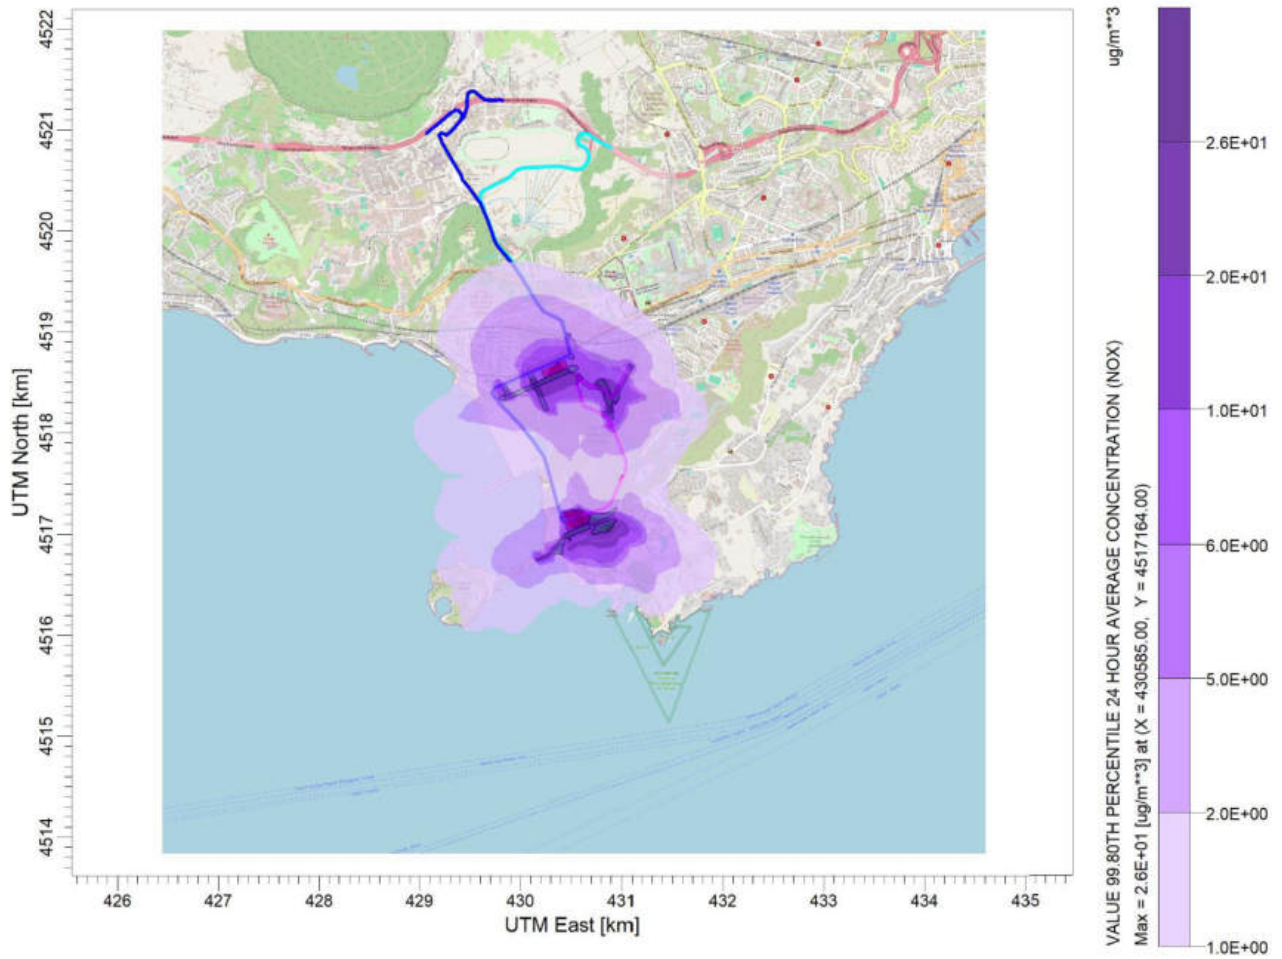 4522
4521
4520
4519
4518
4517
4516
4515
4514
UTM North [km]
426
427
428
429
430
431
432
433
434
435
UTM East [km]
ug/m**3
VALUE 99.80TH PERCENTILE 24 HOUR AVERAGE CONCENTRATION (NOX)
Max = 2.6E+01 [ug/m**3] at (X = 430585.00, Y = 4517164.00)
2.6E+01
2.0E+01
1.0E+01
6.0E+00
5.0E+00
2.0E+00
1.0E+00